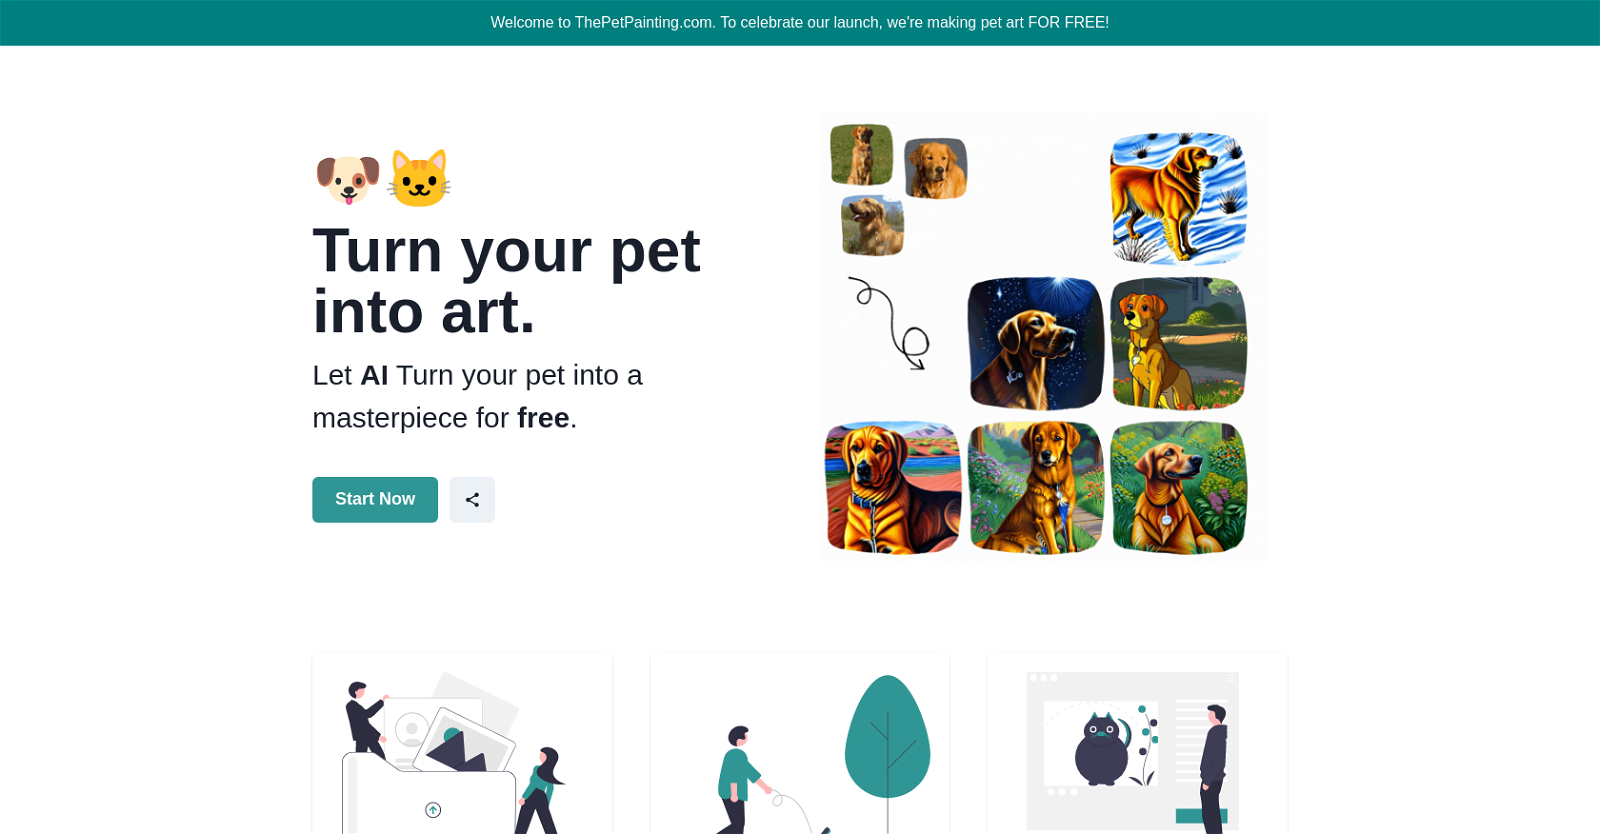 Welcome to ThePetPainting.com. To celebrate our launch, we're making pet art FOR FREE!
Turn your pet
into art.
Let AI Turn your pet into a
masterpiece for free.
Start Now